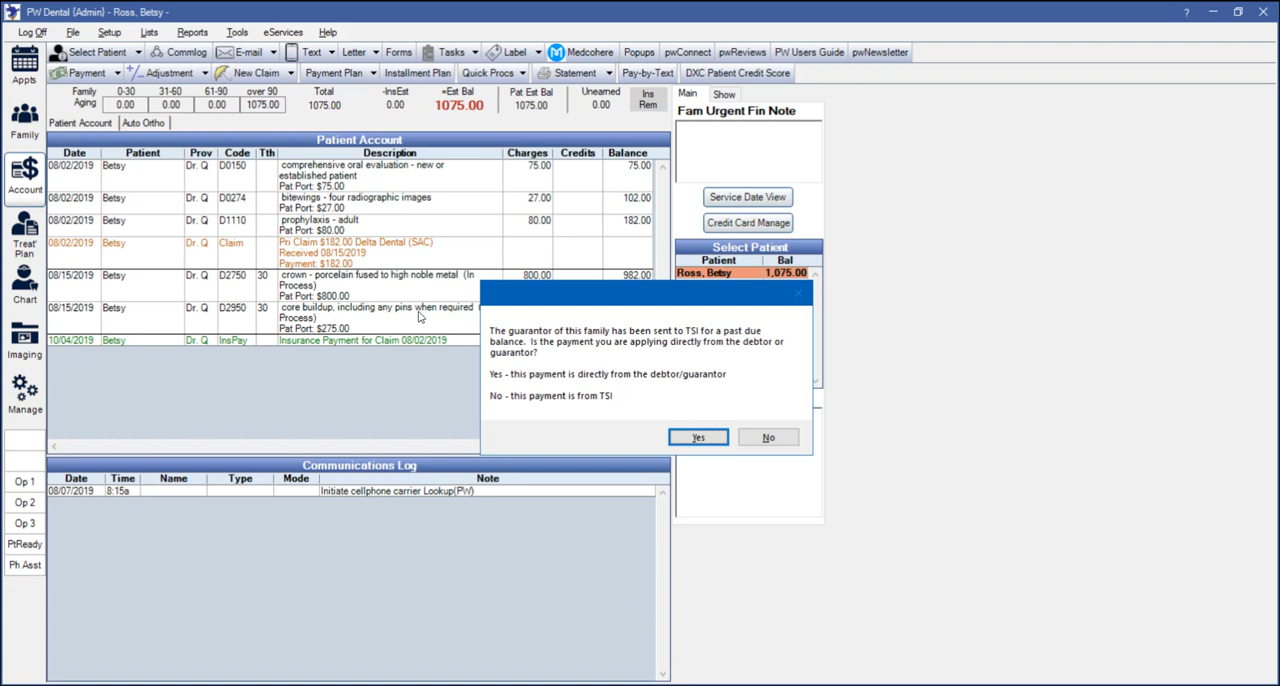 PW Dental {Admin} - Ross, Betsy -
Log Off File Setup Lists Reports Tools eServices Help
Select Patient Commlog E-mail Text Letter Forms Tasks Label Medcohere Popups pwConnect pwReviews PW Users Guide pwNewsletter
Payment Adjustment New Claim Payment Plan Installment Plan Quick Procs Statement Pay-by-Text DXC Patient Credit Score
Family Aging 0-30 31-60 61-90 over 90 Total -InsEst =Est Bal Pat Est Bal Unearned Ins Rem
0.00 0.00 0.00 1075.00 1075.00 0.00 1075.00 1075.00 0.00
Main Show
Fam Urgent Fin Note
Patient Account Auto Ortho
Patient Account
Date Patient Prov Code Tth Description Charges Credits Balance
08/02/2019 Betsy Dr. Q D0150 comprehensive oral evaluation - new or 75.00 75.00
established patient
Pat Port: $75.00
08/02/2019 Betsy Dr. Q D0274 bitewings - four radiographic images 27.00 102.00
Pat Port: $27.00
08/02/2019 Betsy Dr. Q D1110 prophylaxis - adult 80.00 182.00
Pat Port: $80.00
08/02/2019 Betsy Dr. Q Claim Pri Claim $182.00 Delta Dental (SAC)
Received 08/15/2019
Payment: $182.00
08/15/2019 Betsy Dr. Q D2750 30 crown - porcelain fused to high noble metal (In 800.00 982.00
Process)
Pat Port: $800.00
08/15/2019 Betsy Dr. Q D2950 30 core buildup, including any pins when required
Process)
Pat Port: $275.00
10/04/2019 Betsy Dr. Q InsPay Insurance Payment for Claim 08/02/2019
Service Date View
Credit Card Manage
Select Patient
Patient Bal
Ross, Betsy 1,075.00
The guarantor of this family has been sent to TSI for a past due
balance. Is the payment you are applying directly from the debtor or
guarantor?
Yes - this payment is directly from the debtor/guarantor
No - this payment is from TSI
Yes No
Communications Log
Date Time Name Type Mode Note
08/07/2019 8:15a Initiate cellphone carrier Lookup(PW)
Appts
Family
Account
Treat'
Plan
Chart
Imaging
Manage
Op 1
Op 2
Op 3
PtReady
Ph Asst